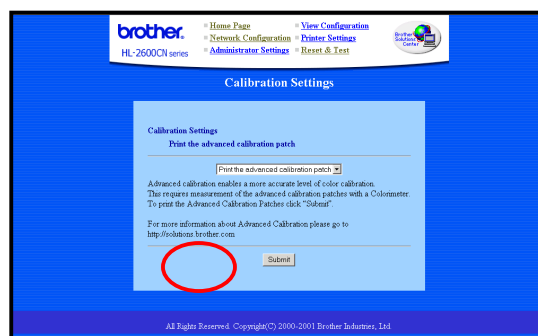 brother.
HL-2600CN series
Home Page
View Configuration
Network Configuration
Printer Settings
Administrator Settings
Reset & Test
Brother Solutions Center
Calibration Settings
Calibration Settings
Print the advanced calibration patch
Print the advanced calibration patch
Advanced calibration enables a more accurate level of color calibration.
This requires measurement of the advanced calibration patches with a Colorimeter.
To print the Advanced Calibration Patches click "Submit".
For more information about Advanced Calibration please go to
http://solutions.brother.com
Submit
All Rights Reserved. Copyright(C) 2000-2001 Brother Industries, Ltd